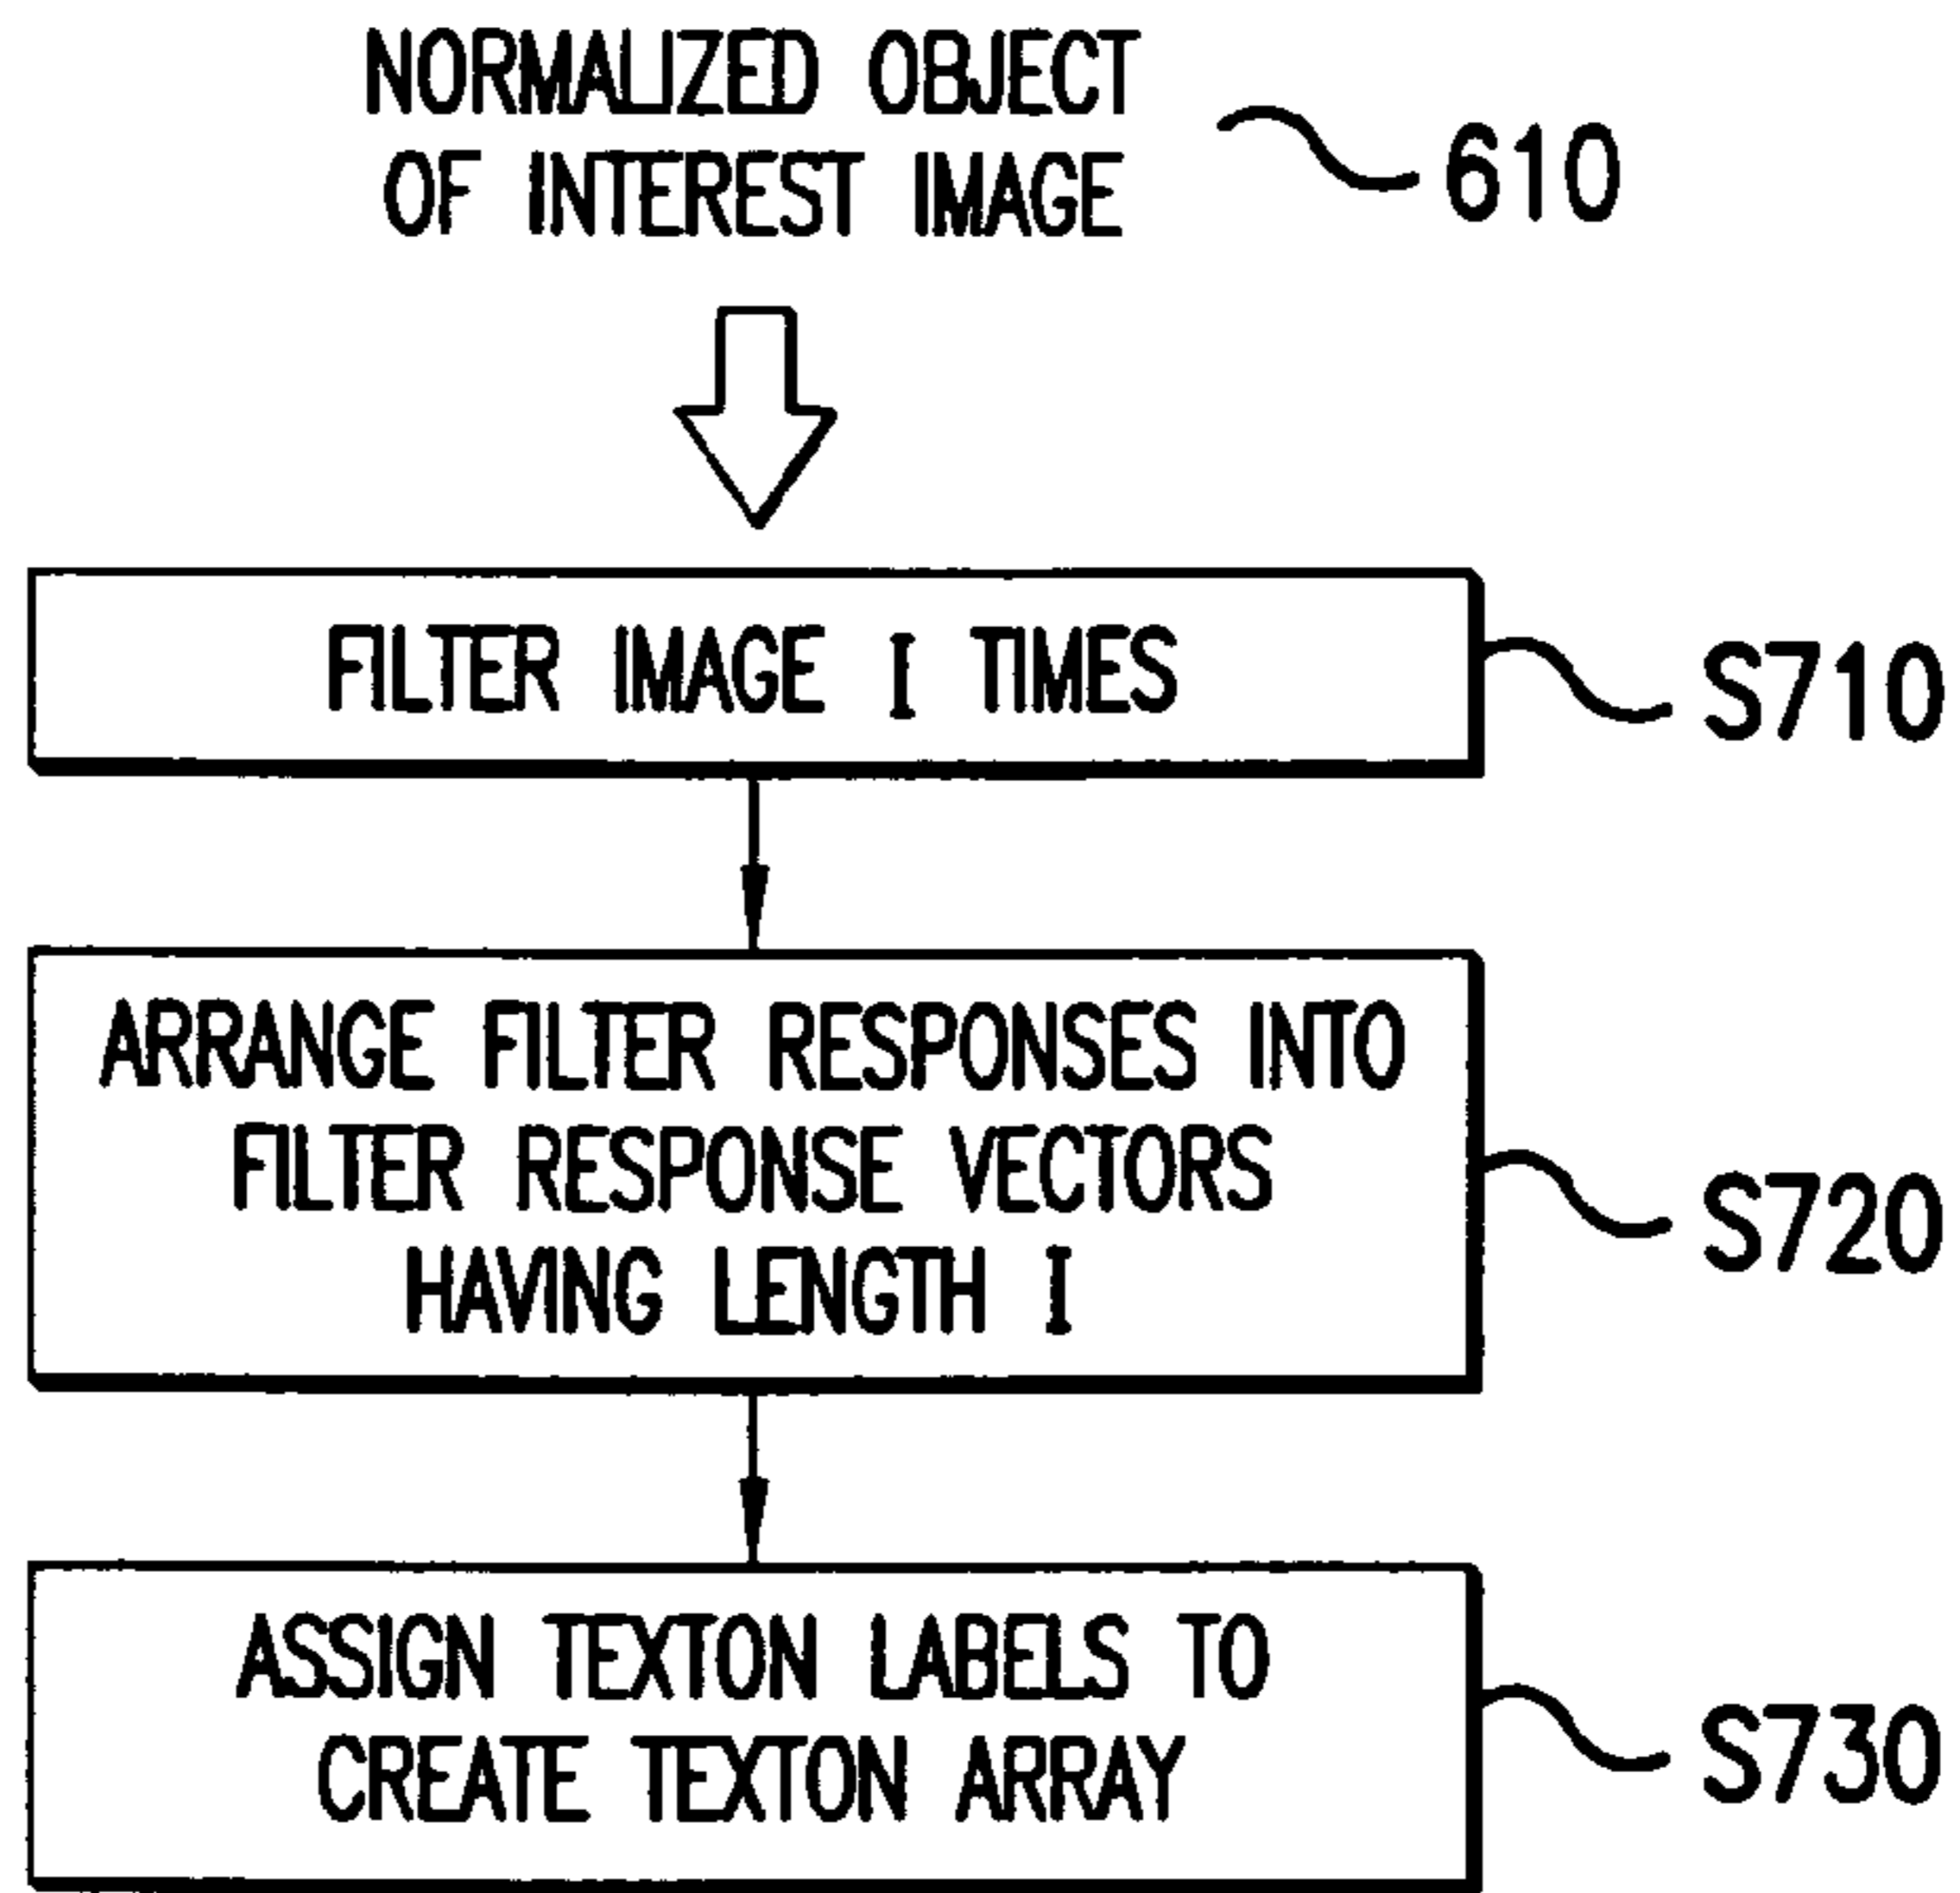 NORMALIZED OBJECT
OF INTEREST IMAGE
610
FILTER IMAGE I TIMES
S710
ARRANGE FILTER RESPONSES INTO
FILTER RESPONSE VECTORS
HAVING LENGTH I
S720
ASSIGN TEXTON LABELS TO
CREATE TEXTON ARRAY
S730